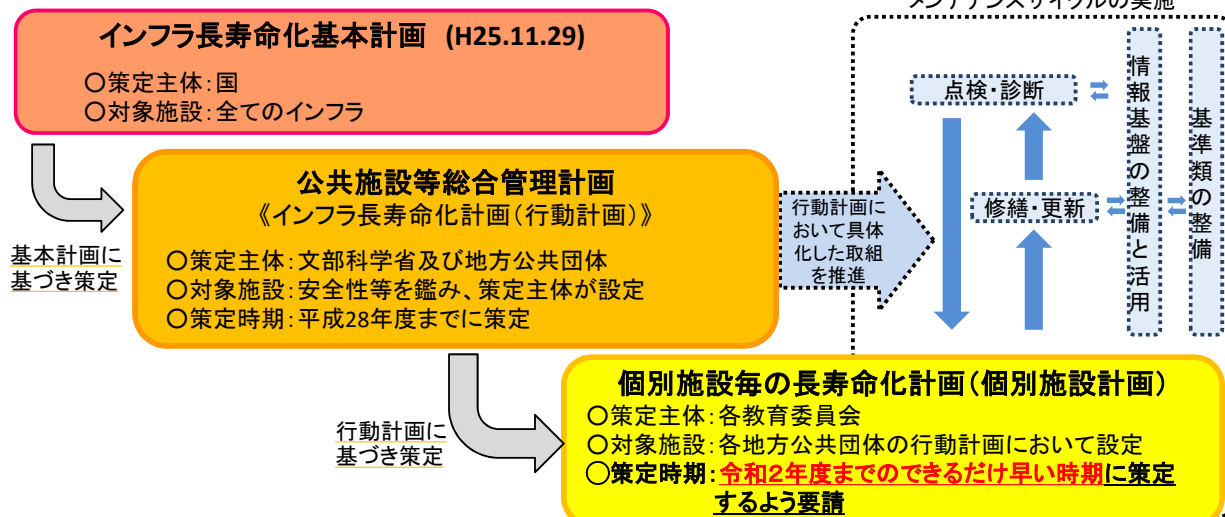 メンテナンスサイクルの実施
インフラ長寿命化基本計画 (H25.11.29)
○策定主体:国
○対象施設:全てのインフラ
基本計画に
基づき策定
公共施設等総合管理計画
《インフラ長寿命化計画(行動計画)》
○策定主体:文部科学省及び地方公共団体
○対象施設:安全性等を鑑み、策定主体が設定
○策定時期:平成28年度までに策定
行動計画に
おいて具体
化した取組
を推進
点検・診断
修繕・更新
情報基盤の整備と活用
基準類の整備
行動計画に
基づき策定
個別施設毎の長寿命化計画(個別施設計画)
○策定主体:各教育委員会
○対象施設:各地方公共団体の行動計画において設定
○策定時期:令和2年度までのできるだけ早い時期に策定
するよう要請